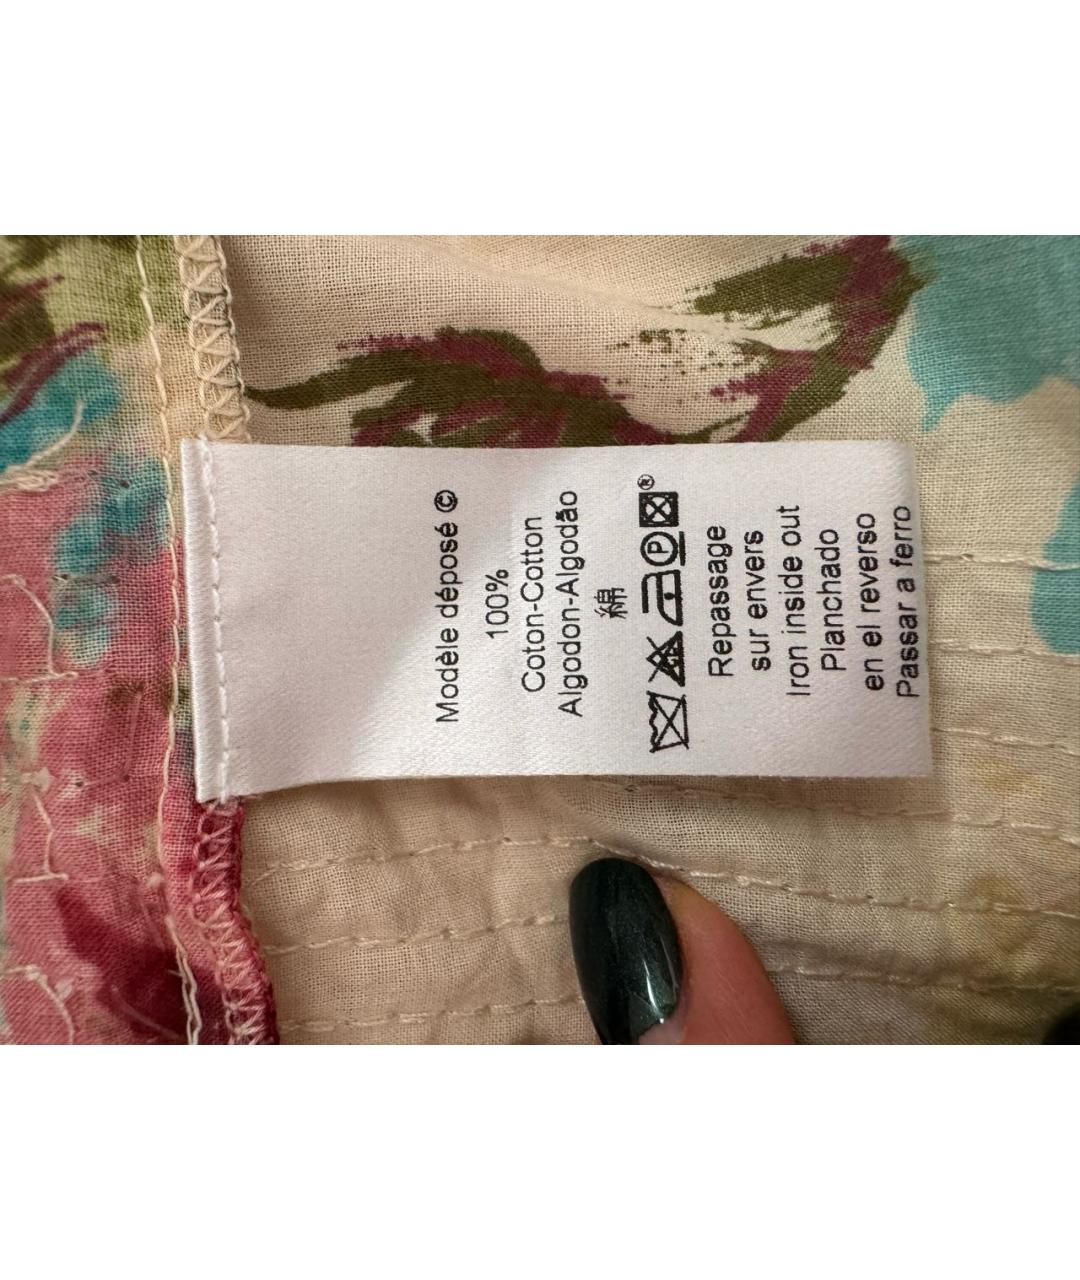 Modèle déposé ©
100%
Coton-Cotton
Algodon-Algodão
綿
P ®
Repassage
sur envers
Iron inside out
Planchado
en el reverso
Passar a ferro